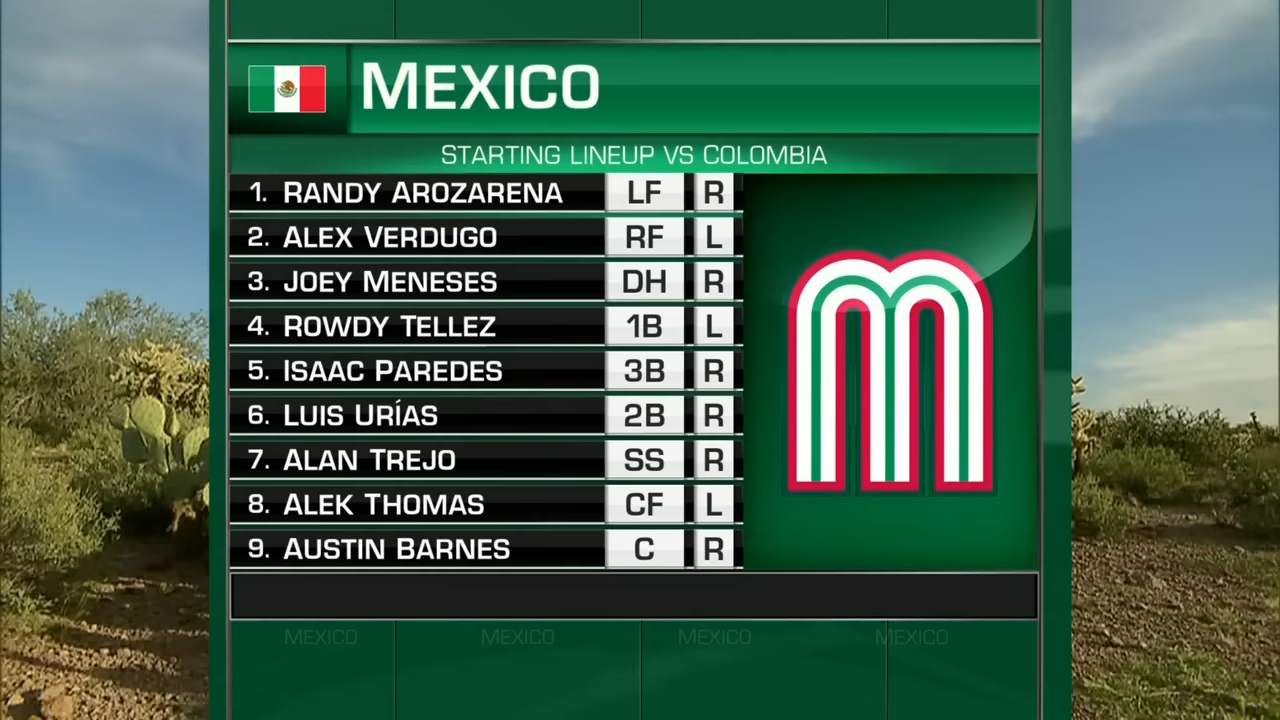 MEXICO
STARTING LINEUP VS COLOMBIA
1. RANDY AROZARENA LF R
2. ALEX VERDUGO RF L
3. JOEY MENESES DH R
4. ROWDY TELLEZ 1B L
5. ISAAC PAREDES 3B R
6. LUIS URÍAS 2B R
7. ALAN TREJO SS R
8. ALEK THOMAS CF L
9. AUSTIN BARNES C R
MEXICO MEXICO MEXICO MEXICO